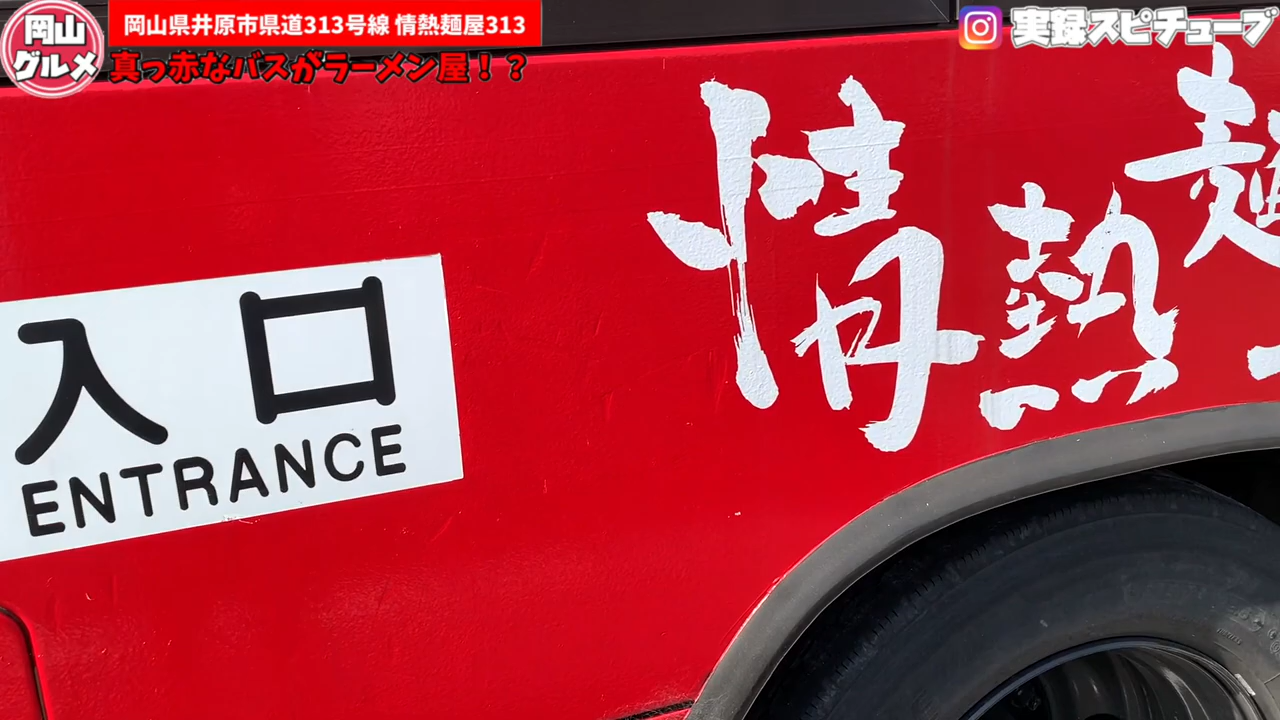 岡山
グルメ
岡山県井原市県道313号線 情熱麺屋313
真っ赤なバスがラーメン屋！？
実録スピチューブ
情熱麺
入口
ENTRANCE